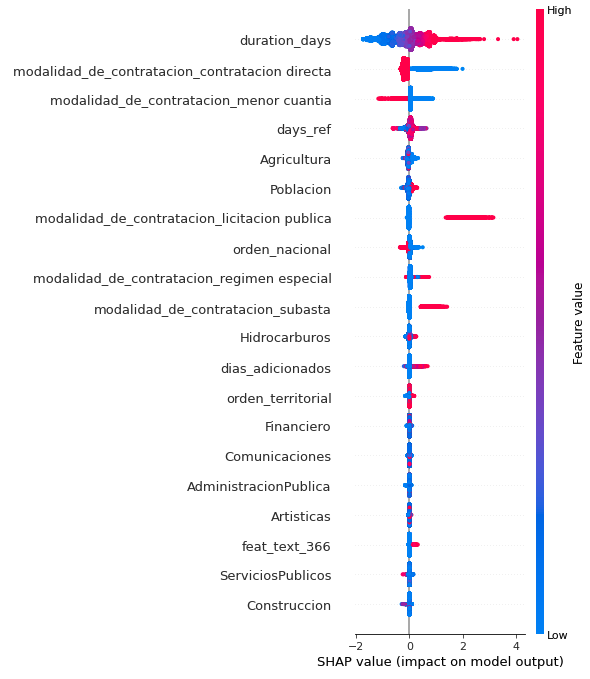 High
duration_days
modalidad_de_contratacion_contratacion directa
modalidad_de_contratacion_menor cuantia
days_ref
Agricultura
Poblacion
modalidad_de_contratacion_licitacion publica
orden_nacional
modalidad_de_contratacion_regimen especial
modalidad_de_contratacion_subasta
Hidrocarburos
dias_adicionados
orden_territorial
Financiero
Comunicaciones
AdministracionPublica
Artisticas
feat_text_366
ServiciosPublicos
Construccion
Feature value
Low
−2 0 2 4
SHAP value (impact on model output)